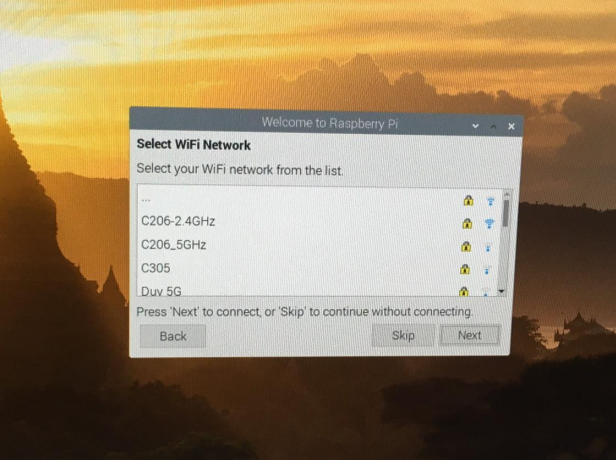 Welcome to Raspberry Pi
Select WiFi Network
Select your WiFi network from the list.
...
C206-2.4GHz
C206_5GHz
C305
Duy 5G
Press 'Next' to connect, or 'Skip' to continue without connecting.
Back
Skip
Next